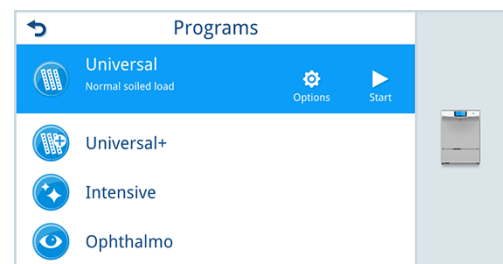 Programs
Universal
Normal soiled load
Options
Start
Universal+
Intensive
Ophthalmo